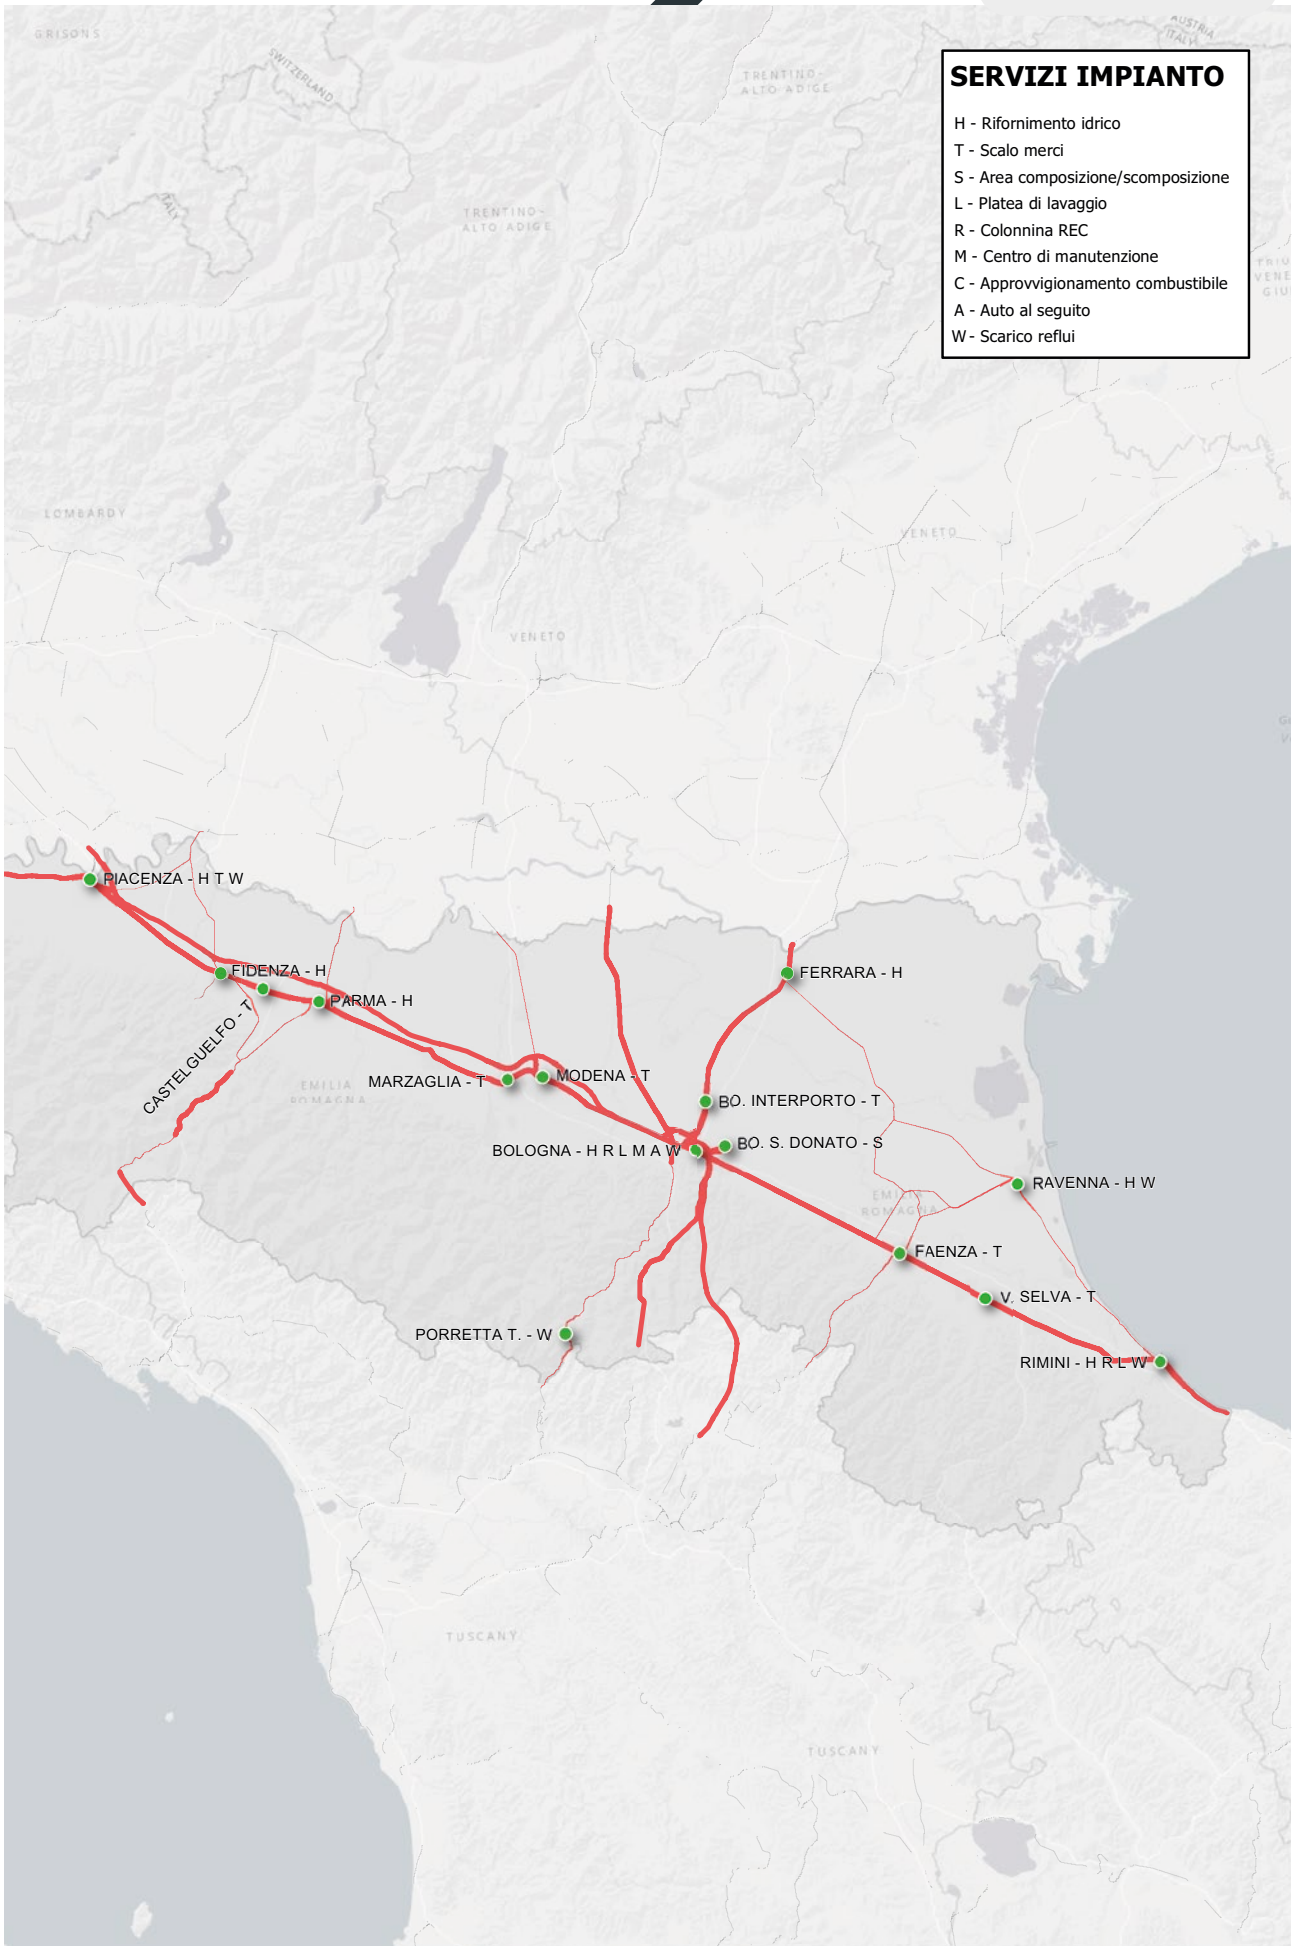 GRISONS
SWITZERLAND
AUSTRIA
ITALY
TRENTINO-
ALTO ADIGE
SERVIZI IMPIANTO
H - Rifornimento idrico
T - Scalo merci
S - Area composizione/scomposizione
L - Platea di lavaggio
R - Colonnina REC
M - Centro di manutenzione
C - Approvvigionamento combustibile
A - Auto al seguito
W - Scarico reflui
ITALY
TRENTINO-
ALTO ADIGE
LOMBARDY
VENETO
VENETO
PIACENZA - H T W
FIDENZA - H
FERRARA - H
PARMA - H
CASTELGUELFO - T
MARZAGLIA - T
MODENA - T
EMILIA
ROMAGNA
BO. INTERPORTO - T
BO. S. DONATO - S
BOLOGNA - H R L M A W
RAVENNA - H W
EMILIA
ROMAGNA
FAENZA - T
V. SELVA - T
PORRETTA T. - W
RIMINI - H R L W
TUSCANY
TUSCANY